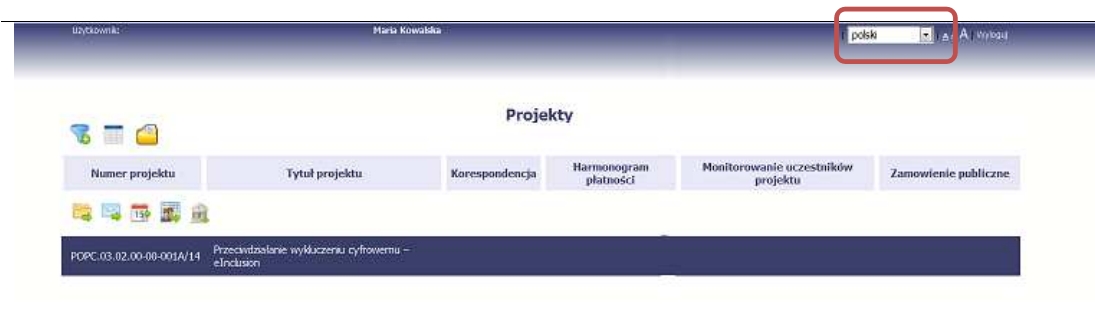 Użytkownik: Maria Kowalska polski A A Wyloguj
Projekty
Numer projektu Tytuł projektu Korespondencja Harmonogram płatności Monitorowanie uczestników projektu Zamowienie publiczne
15
POPC.03.02.00-00-001A/14 Przeciwdziałanie wykluczeniu cyfrowemu –
eInclusion